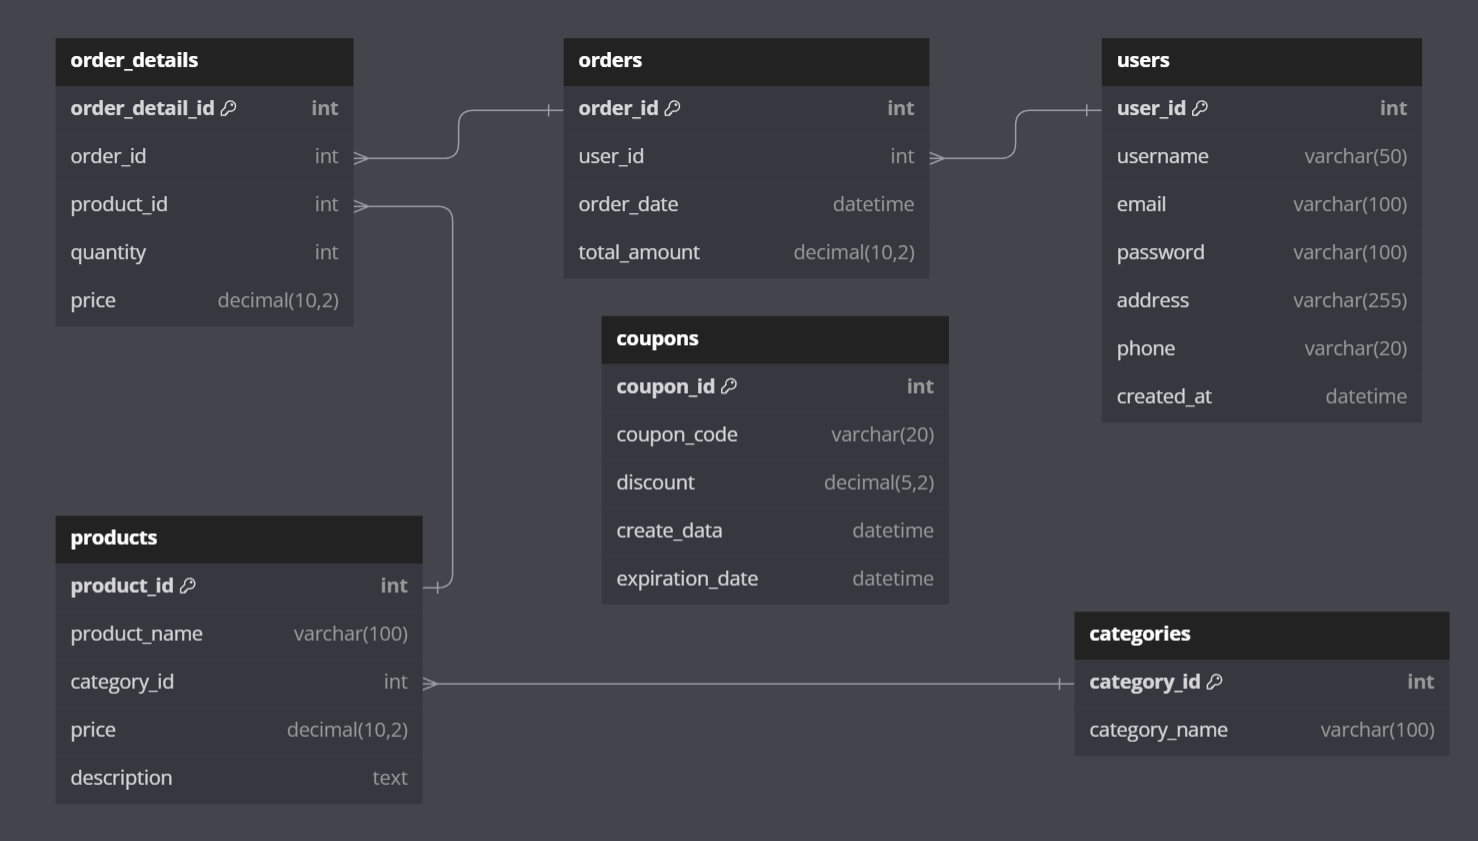 order_details
order_detail_id int
order_id int
product_id int
quantity int
price decimal(10,2)
orders
order_id int
user_id int
order_date datetime
total_amount decimal(10,2)
users
user_id int
username varchar(50)
email varchar(100)
password varchar(100)
address varchar(255)
phone varchar(20)
created_at datetime
coupons
coupon_id int
coupon_code varchar(20)
discount decimal(5,2)
create_data datetime
expiration_date datetime
products
product_id int
product_name varchar(100)
category_id int
price decimal(10,2)
description text
categories
category_id int
category_name varchar(100)